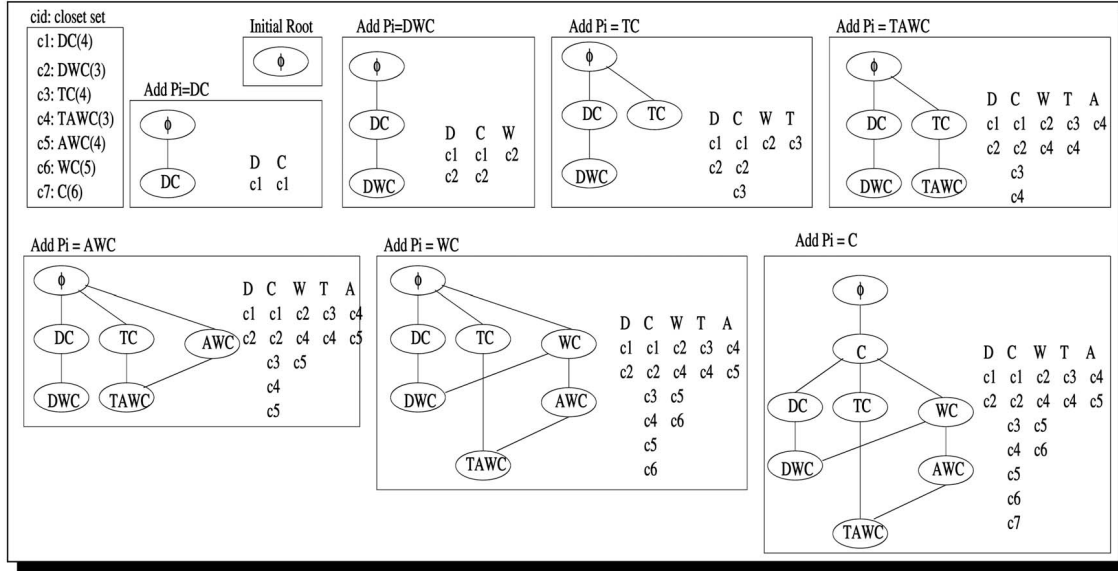 cid: closet set
c1: DC(4)
c2: DWC(3)
c3: TC(4)
c4: TAWC(3)
c5: AWC(4)
c6: WC(5)
c7: C(6)
Initial Root
ϕ
Add Pi=DC
ϕ
DC
D C
c1 c1
Add Pi=DWC
ϕ
DC
DWC
D C W
c1 c1 c2
c2 c2
Add Pi = TC
ϕ
DC TC
DWC
D C W T
c1 c1 c2 c3
c2 c2
c3
Add Pi = TAWC
ϕ
DC TC
DWC TAWC
D C W T A
c1 c1 c2 c3 c4
c2 c2 c4 c4
c3
c4
Add Pi = AWC
ϕ
DC TC AWC
DWC TAWC
D C W T A
c1 c1 c2 c3 c4
c2 c2 c4 c4 c5
c3 c5
c4
c5
Add Pi = WC
ϕ
DC TC WC
DWC AWC
TAWC
D C W T A
c1 c1 c2 c3 c4
c2 c2 c4 c4 c5
c3 c5
c4 c6
c5
c6
Add Pi = C
ϕ
C
DC TC WC
DWC AWC
TAWC
D C W T A
c1 c1 c2 c3 c4
c2 c2 c4 c4 c5
c3 c5
c4 c6
c5
c6
c7